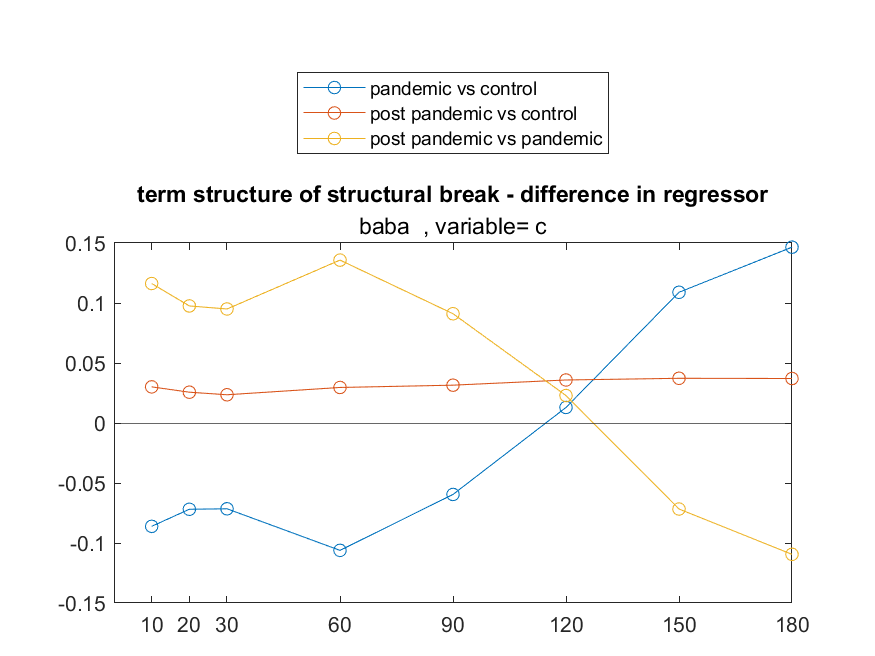 pandemic vs control
post pandemic vs control
post pandemic vs pandemic
term structure of structural break - difference in regressor
baba , variable= c
0.15
0.1
0.05
0
-0.05
-0.1
-0.15
10 20 30 60 90 120 150 180